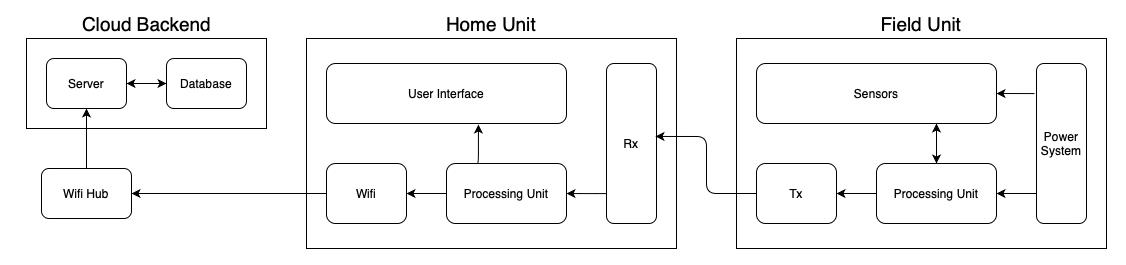 Cloud Backend
Server
Database
Wifi Hub
Home Unit
User Interface
Rx
Wifi
Processing Unit
Field Unit
Sensors
Power
System
Tx
Processing Unit